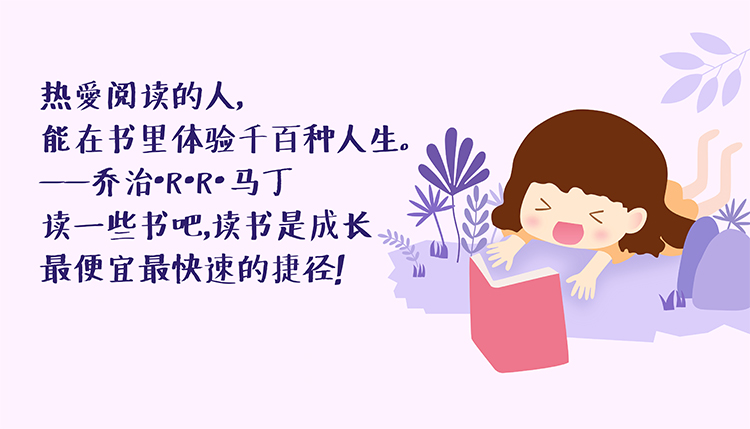 热愛阅读的人,
能在书里体验千百种人生。
——乔治•R•R•马丁
读一些书吧,读书是成长
最便宜最快速的捷径!